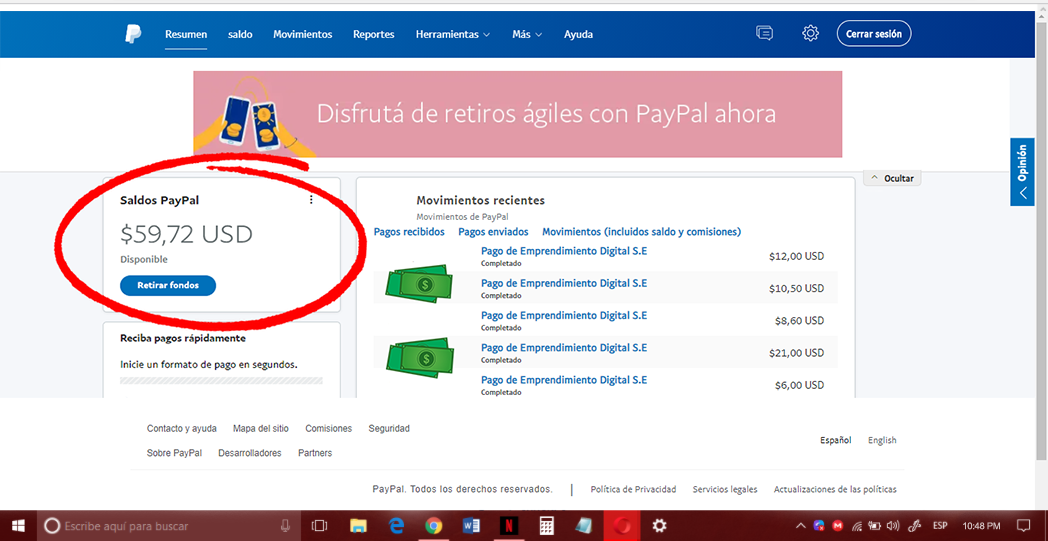 Resumen saldo Movimientos Reportes Herramientas Más Ayuda Cerrar sesión
Disfrutá de retiros ágiles con PayPal ahora
Opinión
Ocultar
Saldos PayPal
$59,72 USD
Disponible
Retirar fondos
Reciba pagos rápidamente
Inicie un formato de pago en segundos.
Movimientos recientes
Movimientos de PayPal
Pagos recibidos Pagos enviados Movimientos (incluidos saldo y comisiones)
Pago de Emprendimiento Digital S.E $12,00 USD
Completado
Pago de Emprendimiento Digital S.E $10,50 USD
Completado
Pago de Emprendimiento Digital S.E $8,60 USD
Completado
Pago de Emprendimiento Digital S.E $21,00 USD
Completado
Pago de Emprendimiento Digital S.E $6,00 USD
Completado
Contacto y ayuda Mapa del sitio Comisiones Seguridad
Español English
Sobre PayPal Desarrolladores Partners
PayPal. Todos los derechos reservados. | Política de Privacidad Servicios legales Actualizaciones de las políticas
Escribe aquí para buscar ESP 10:48 PM